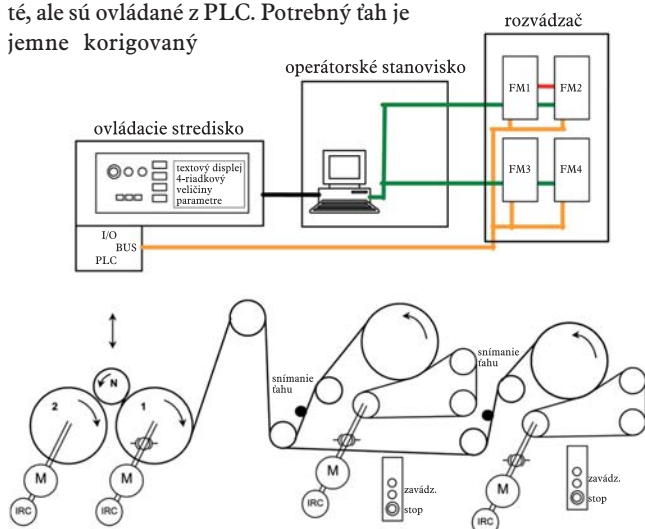 té, ale sú ovládané z PLC. Potrebný ťah je
jemne korigovaný
rozvádzač
operátorské stanovisko
ovládacie stredisko
FM1
FM2
FM3
FM4
textový displej
4-riadkový
veličiny
parametre
I/O
BUS
PLC
snímanie
ťahu
snímanie
ťahu
N
2
1
M
M
M
M
IRC
IRC
IRC
IRC
zavádz.
stop
zavádz.
stop